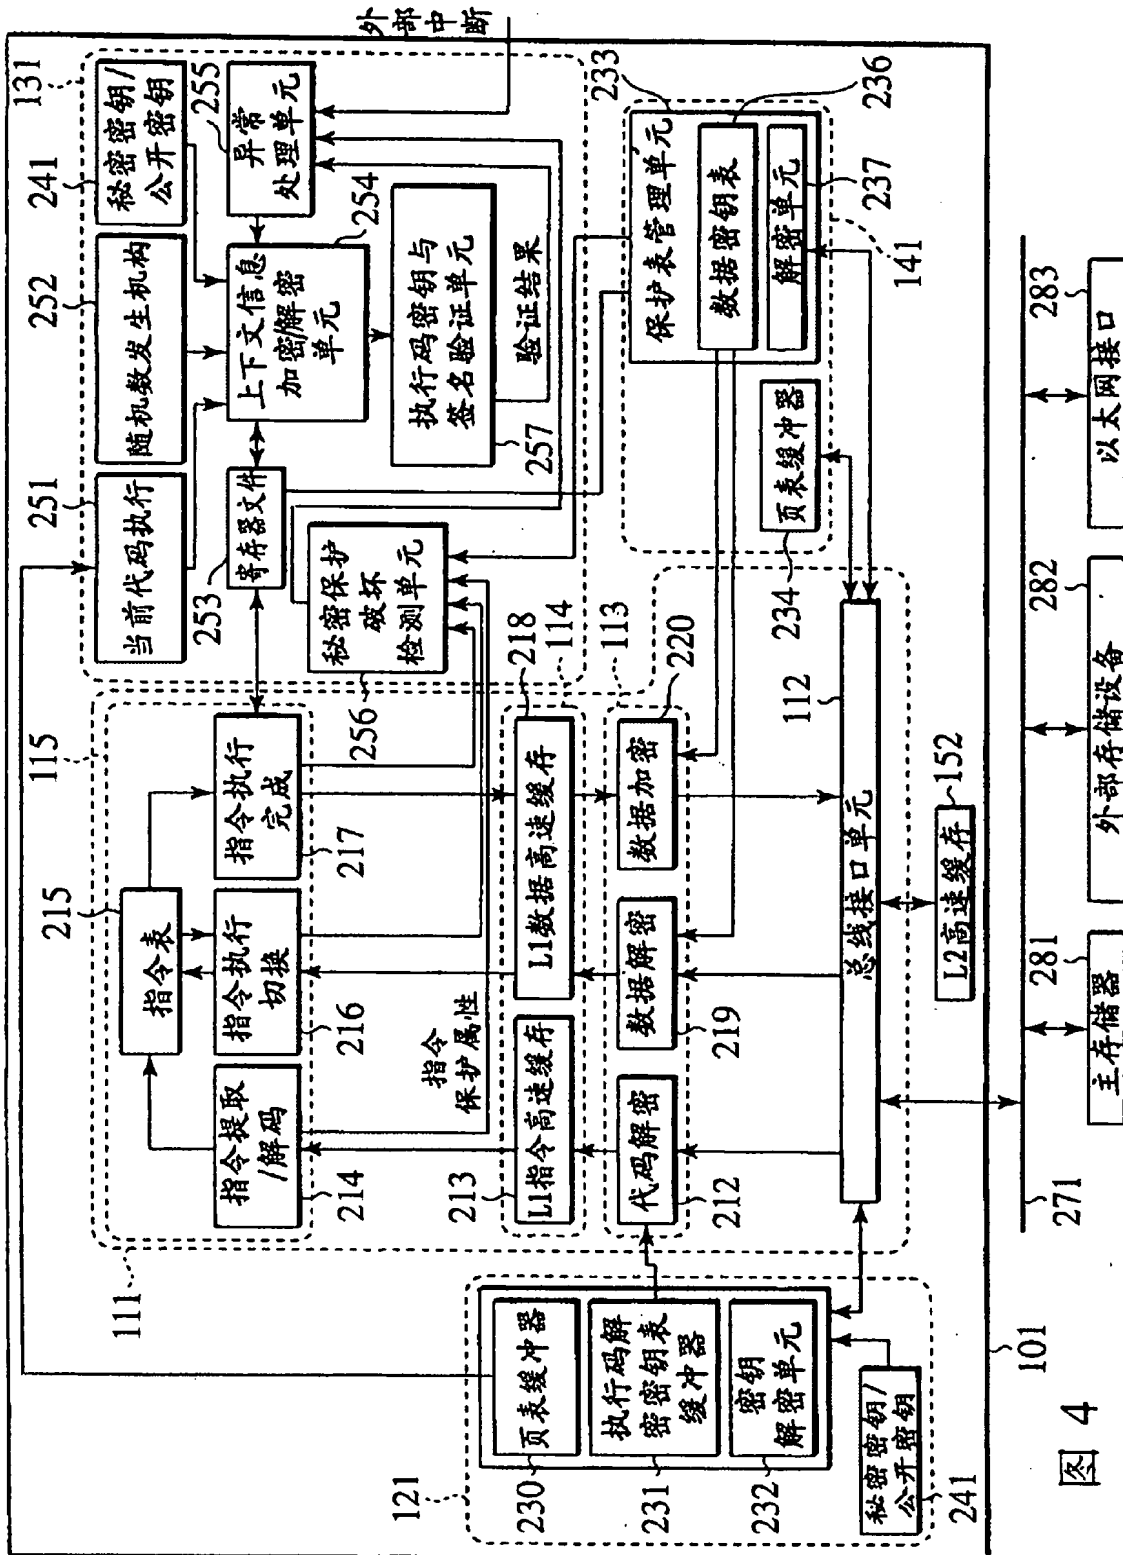 外部中断
131
241
秘密密钥/
公开密钥
255
异常
处理单元
252
随机数发生机构
254
上下文信息
加密/解密
单元
251
当前代码执行
253
寄存器文件
执行码密钥与
签名验证单元
257
验证结果
秘密保护
破坏
检测单元
256
115
215
指令表
指令执行
完成
217
指令执行
切换
216
指令提取
/解码
214
111
指令
保护属性
218
114
L1数据高速缓存
213
L1指令高速缓存
113
220
数据加密
数据解密
219
代码解密
212
233
保护表管理单元
236
数据密钥表
237
解密单元
141
页表缓冲器
234
112
总线接口单元
152
L2高速缓存
121
页表缓冲器
230
执行码解
密密钥表
缓冲器
231
密钥
解密单元
232
秘密密钥/
公开密钥
241
101
271
281
主存储器
282
外部存储设备
283
以太网接口
图 4